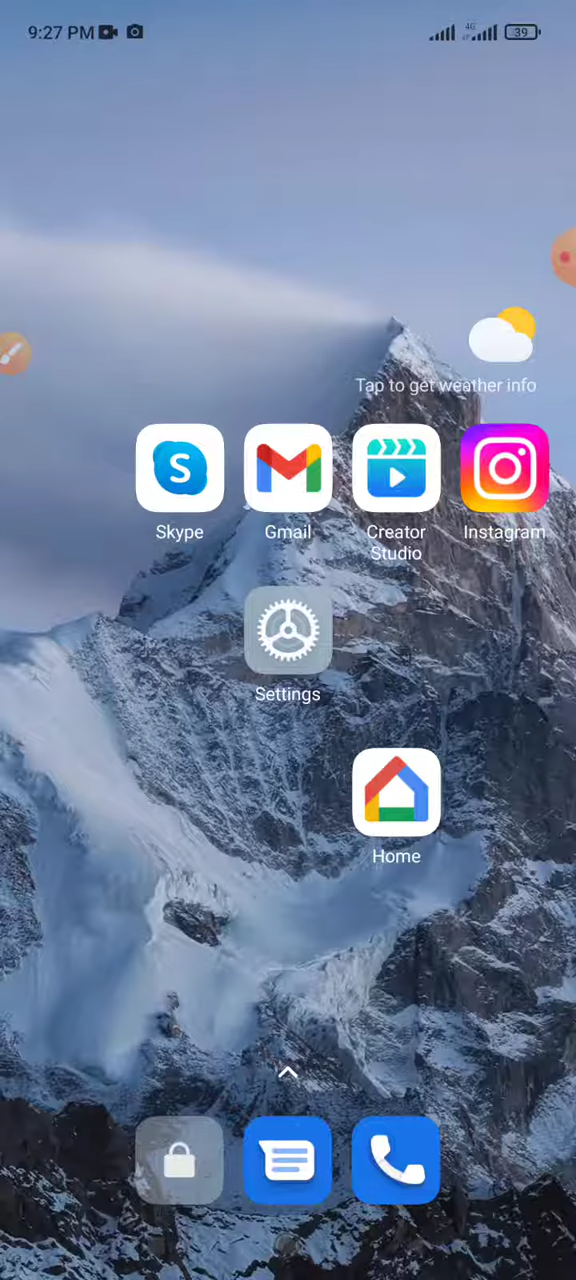 9:27 PM
4G
39
Tap to get weather info
Skype
Gmail
Creator
Studio
Instagram
Settings
Home